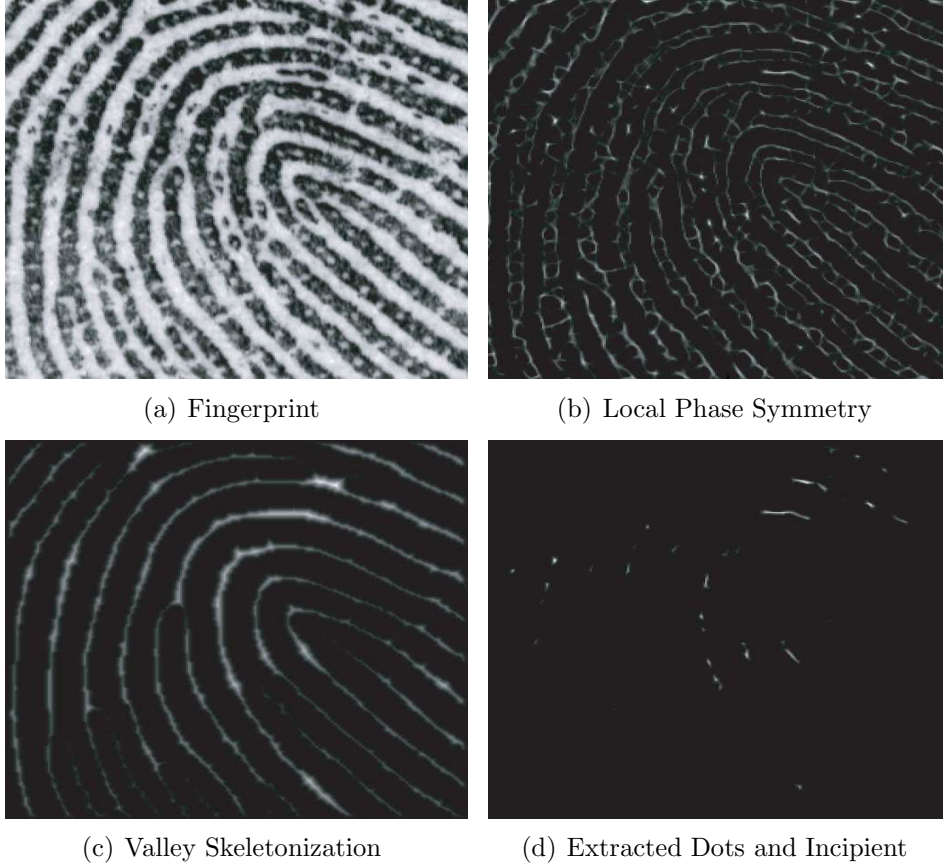 (a) Fingerprint
(b) Local Phase Symmetry
(c) Valley Skeletonization
(d) Extracted Dots and Incipient